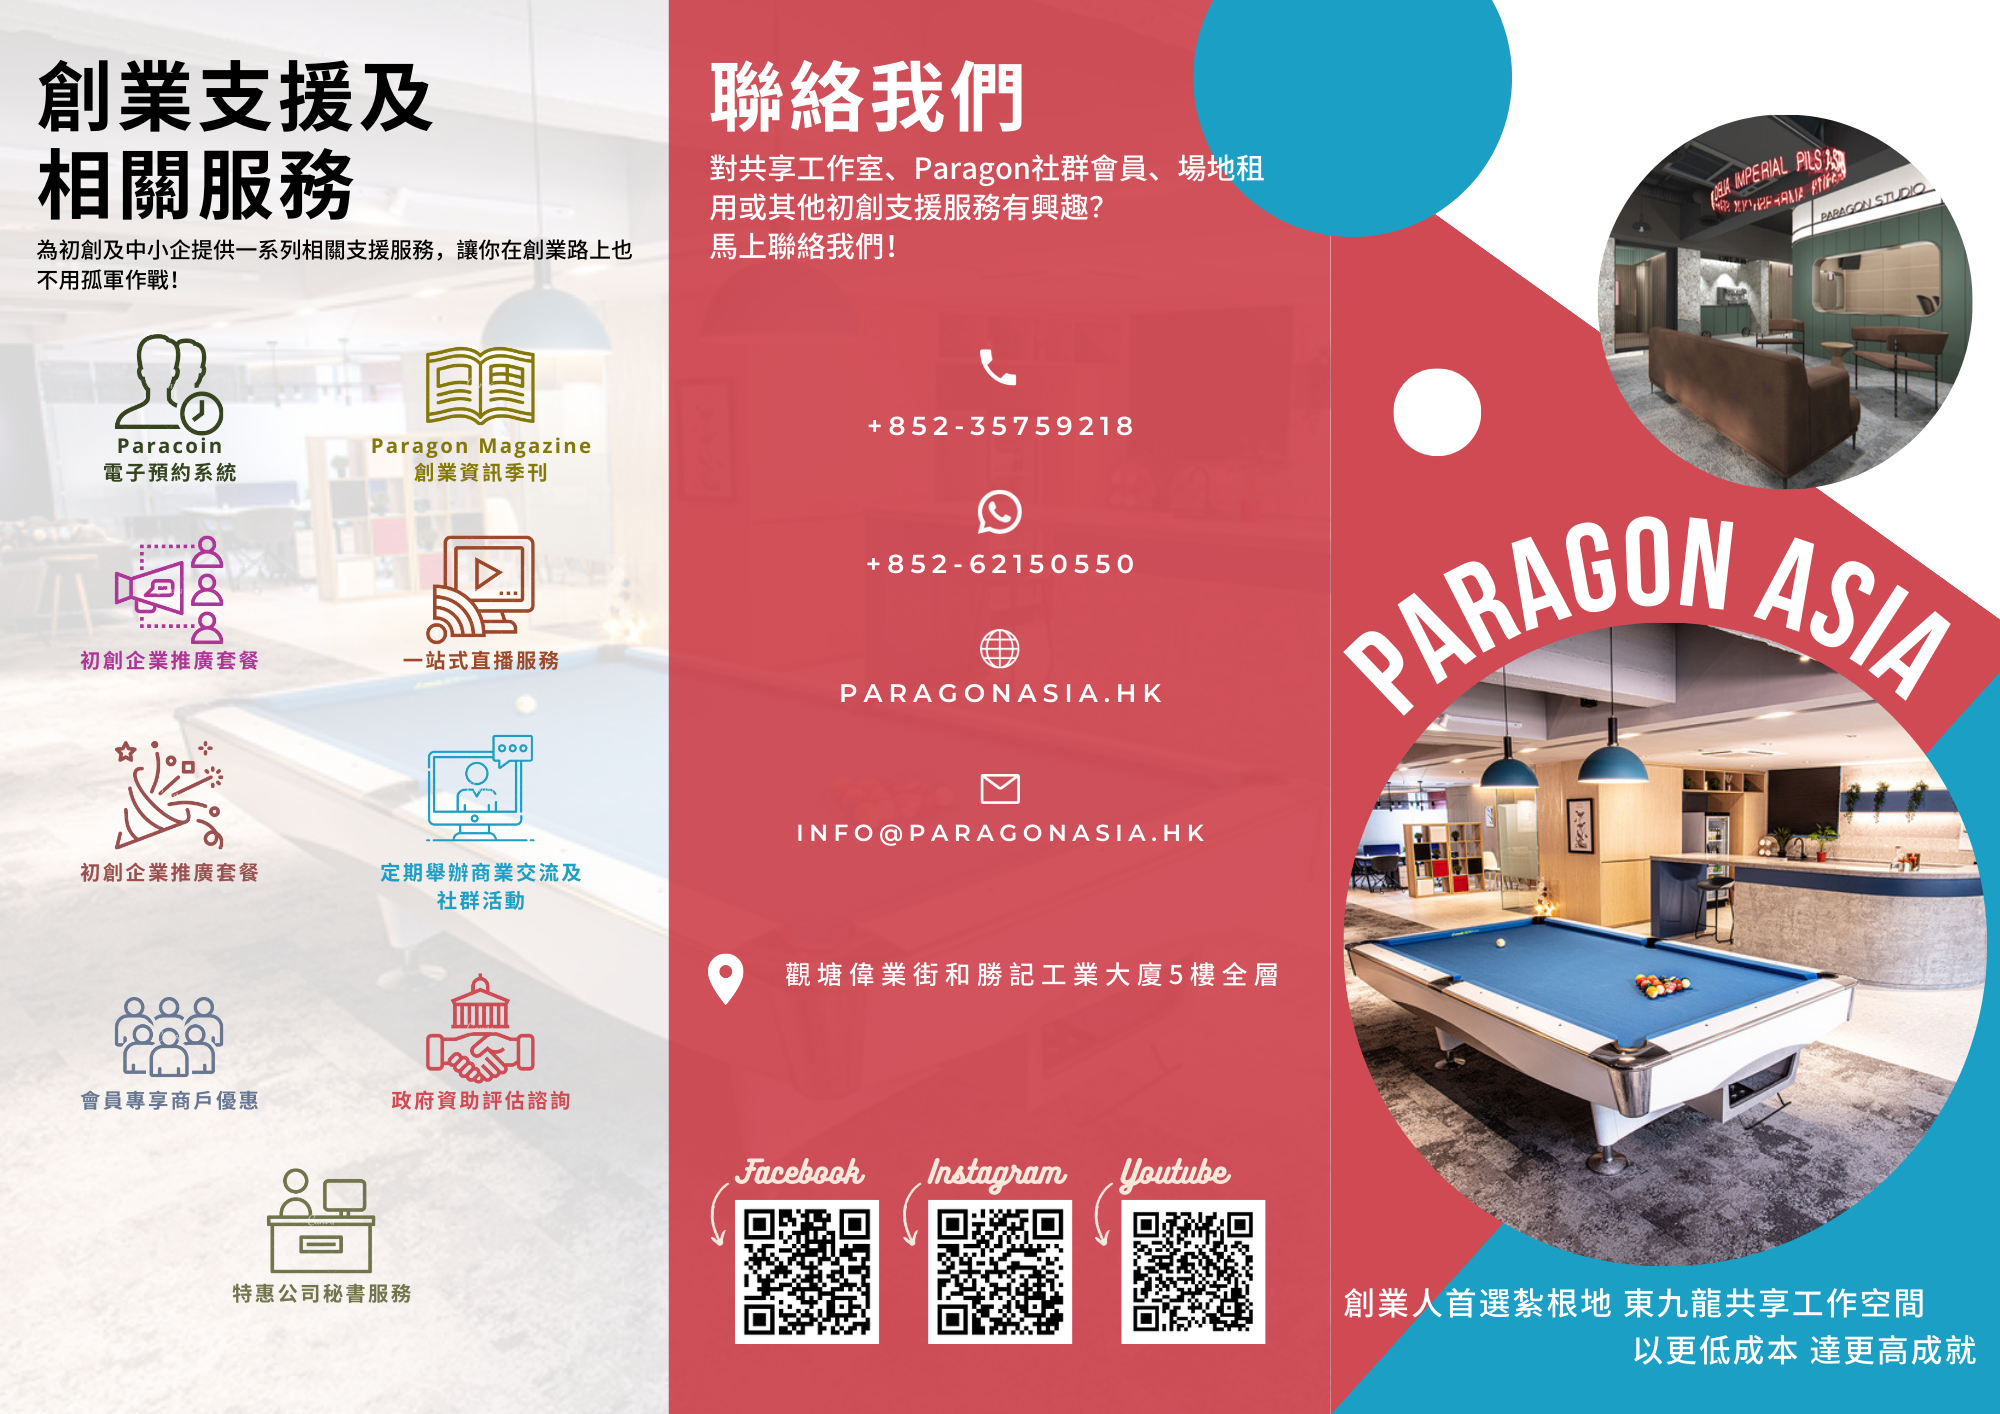 創業支援及
相關服務
為初創及中小企提供一系列相關支援服務，讓你在創業路上也
不用孤軍作戰！
Paracoin
電子預約系統
Paragon Magazine
創業資訊季刊
初創企業推廣套餐
一站式直播服務
初創企業推廣套餐
定期舉辦商業交流及
社群活動
會員專享商戶優惠
政府資助評估諮詢
特惠公司秘書服務
聯絡我們
對共享工作室、Paragon社群會員、場地租
用或其他初創支援服務有興趣？
馬上聯絡我們！
+852-35759218
+852-62150550
PARAGONASIA.HK
INFO@PARAGONASIA.HK
觀塘偉業街和勝記工業大廈5樓全層
Facebook
Instagram
Youtube
IMPERIAL PILS
PARAGON STUDIO
PARAGON ASIA
創業人首選紮根地 東九龍共享工作空間
以更低成本 達更高成就